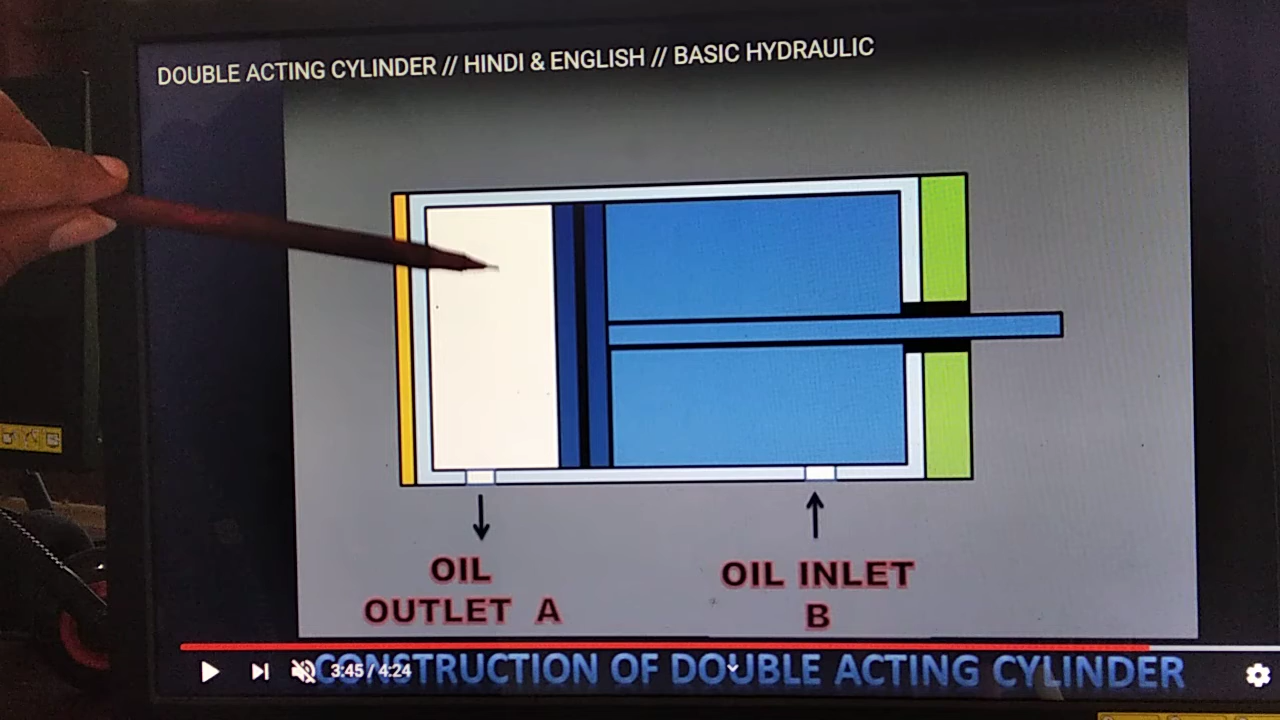 DOUBLE ACTING CYLINDER // HINDI & ENGLISH // BASIC HYDRAULIC
OIL
OUTLET A
OIL INLET
B
3:45 / 4:24
CONSTRUCTION OF DOUBLE ACTING CYLINDER